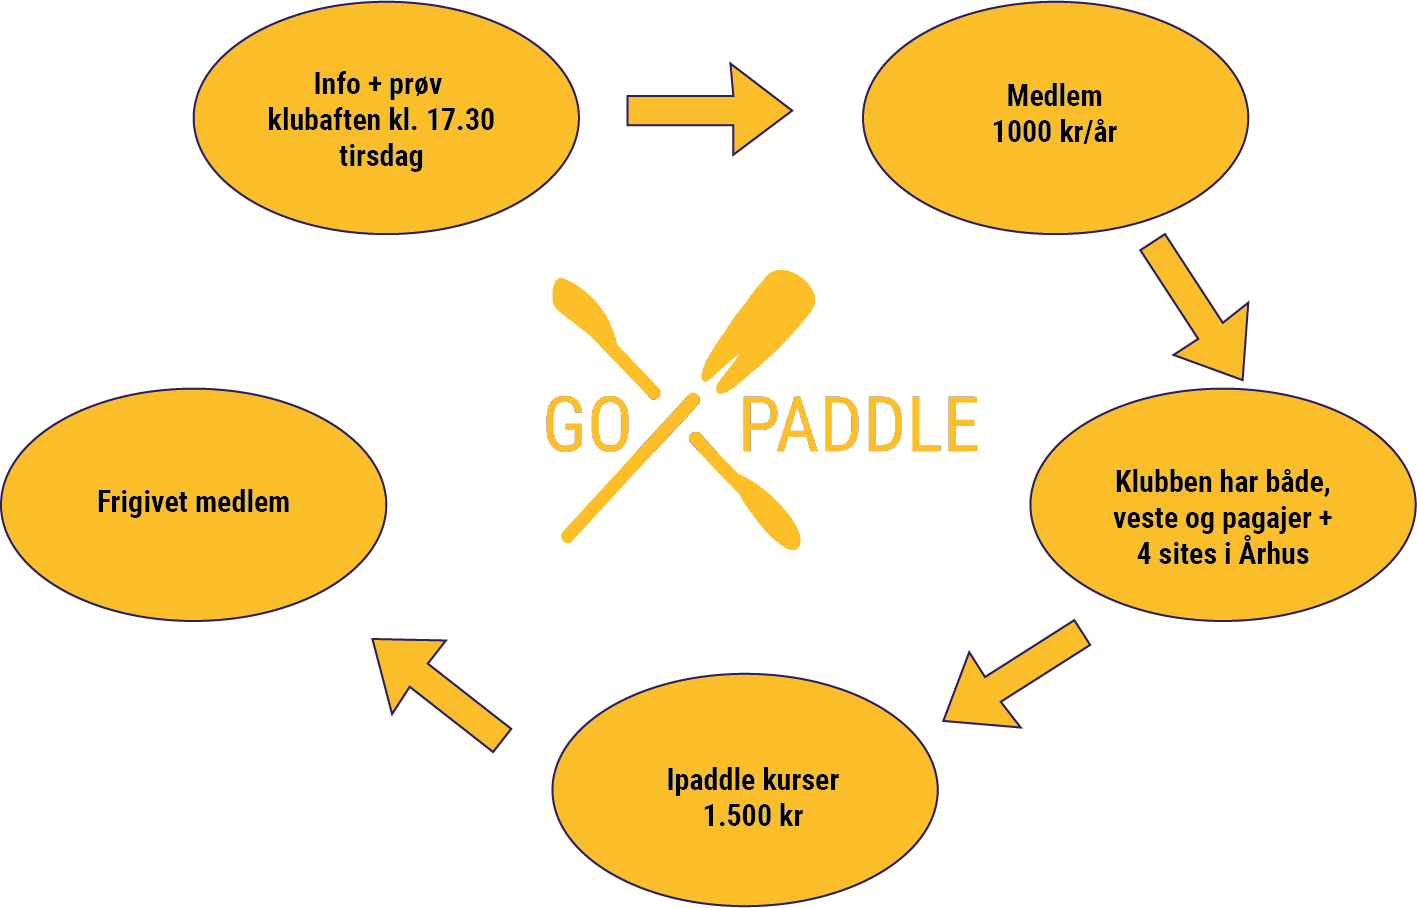 Info + prøv
klubaften kl. 17.30
tirsdag
Medlem
1000 kr/år
GO PADDLE
Klubben har både,
veste og pagajer +
4 sites i Århus
Ipaddle kurser
1.500 kr
Frigivet medlem